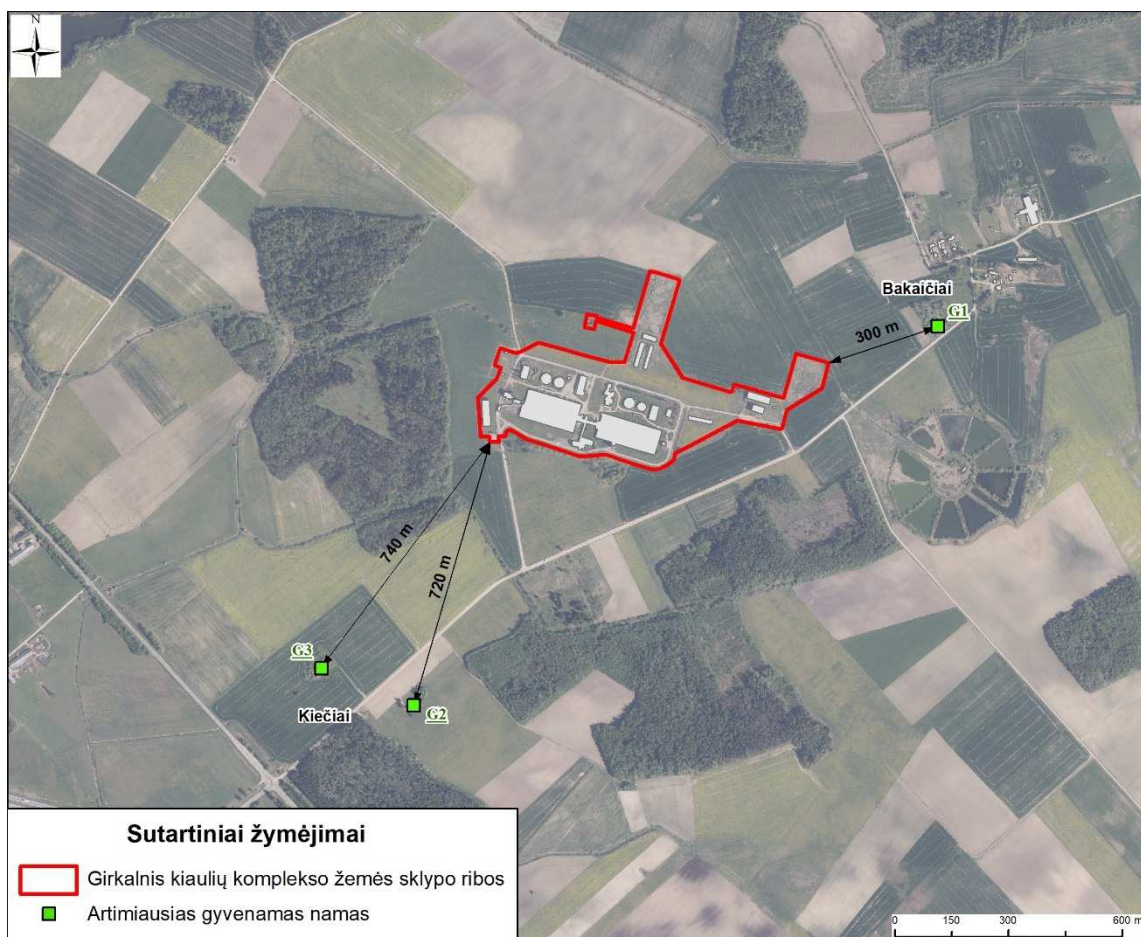 N
Bakaičiai
G1
300 m
740 m
720 m
G3
Kiečiai
G2
Sutartiniai žymėjimai
Girkalnis kiaulių komplekso žemės sklypo ribos
Artimiausias gyvenamas namas
0 150 300 600 m